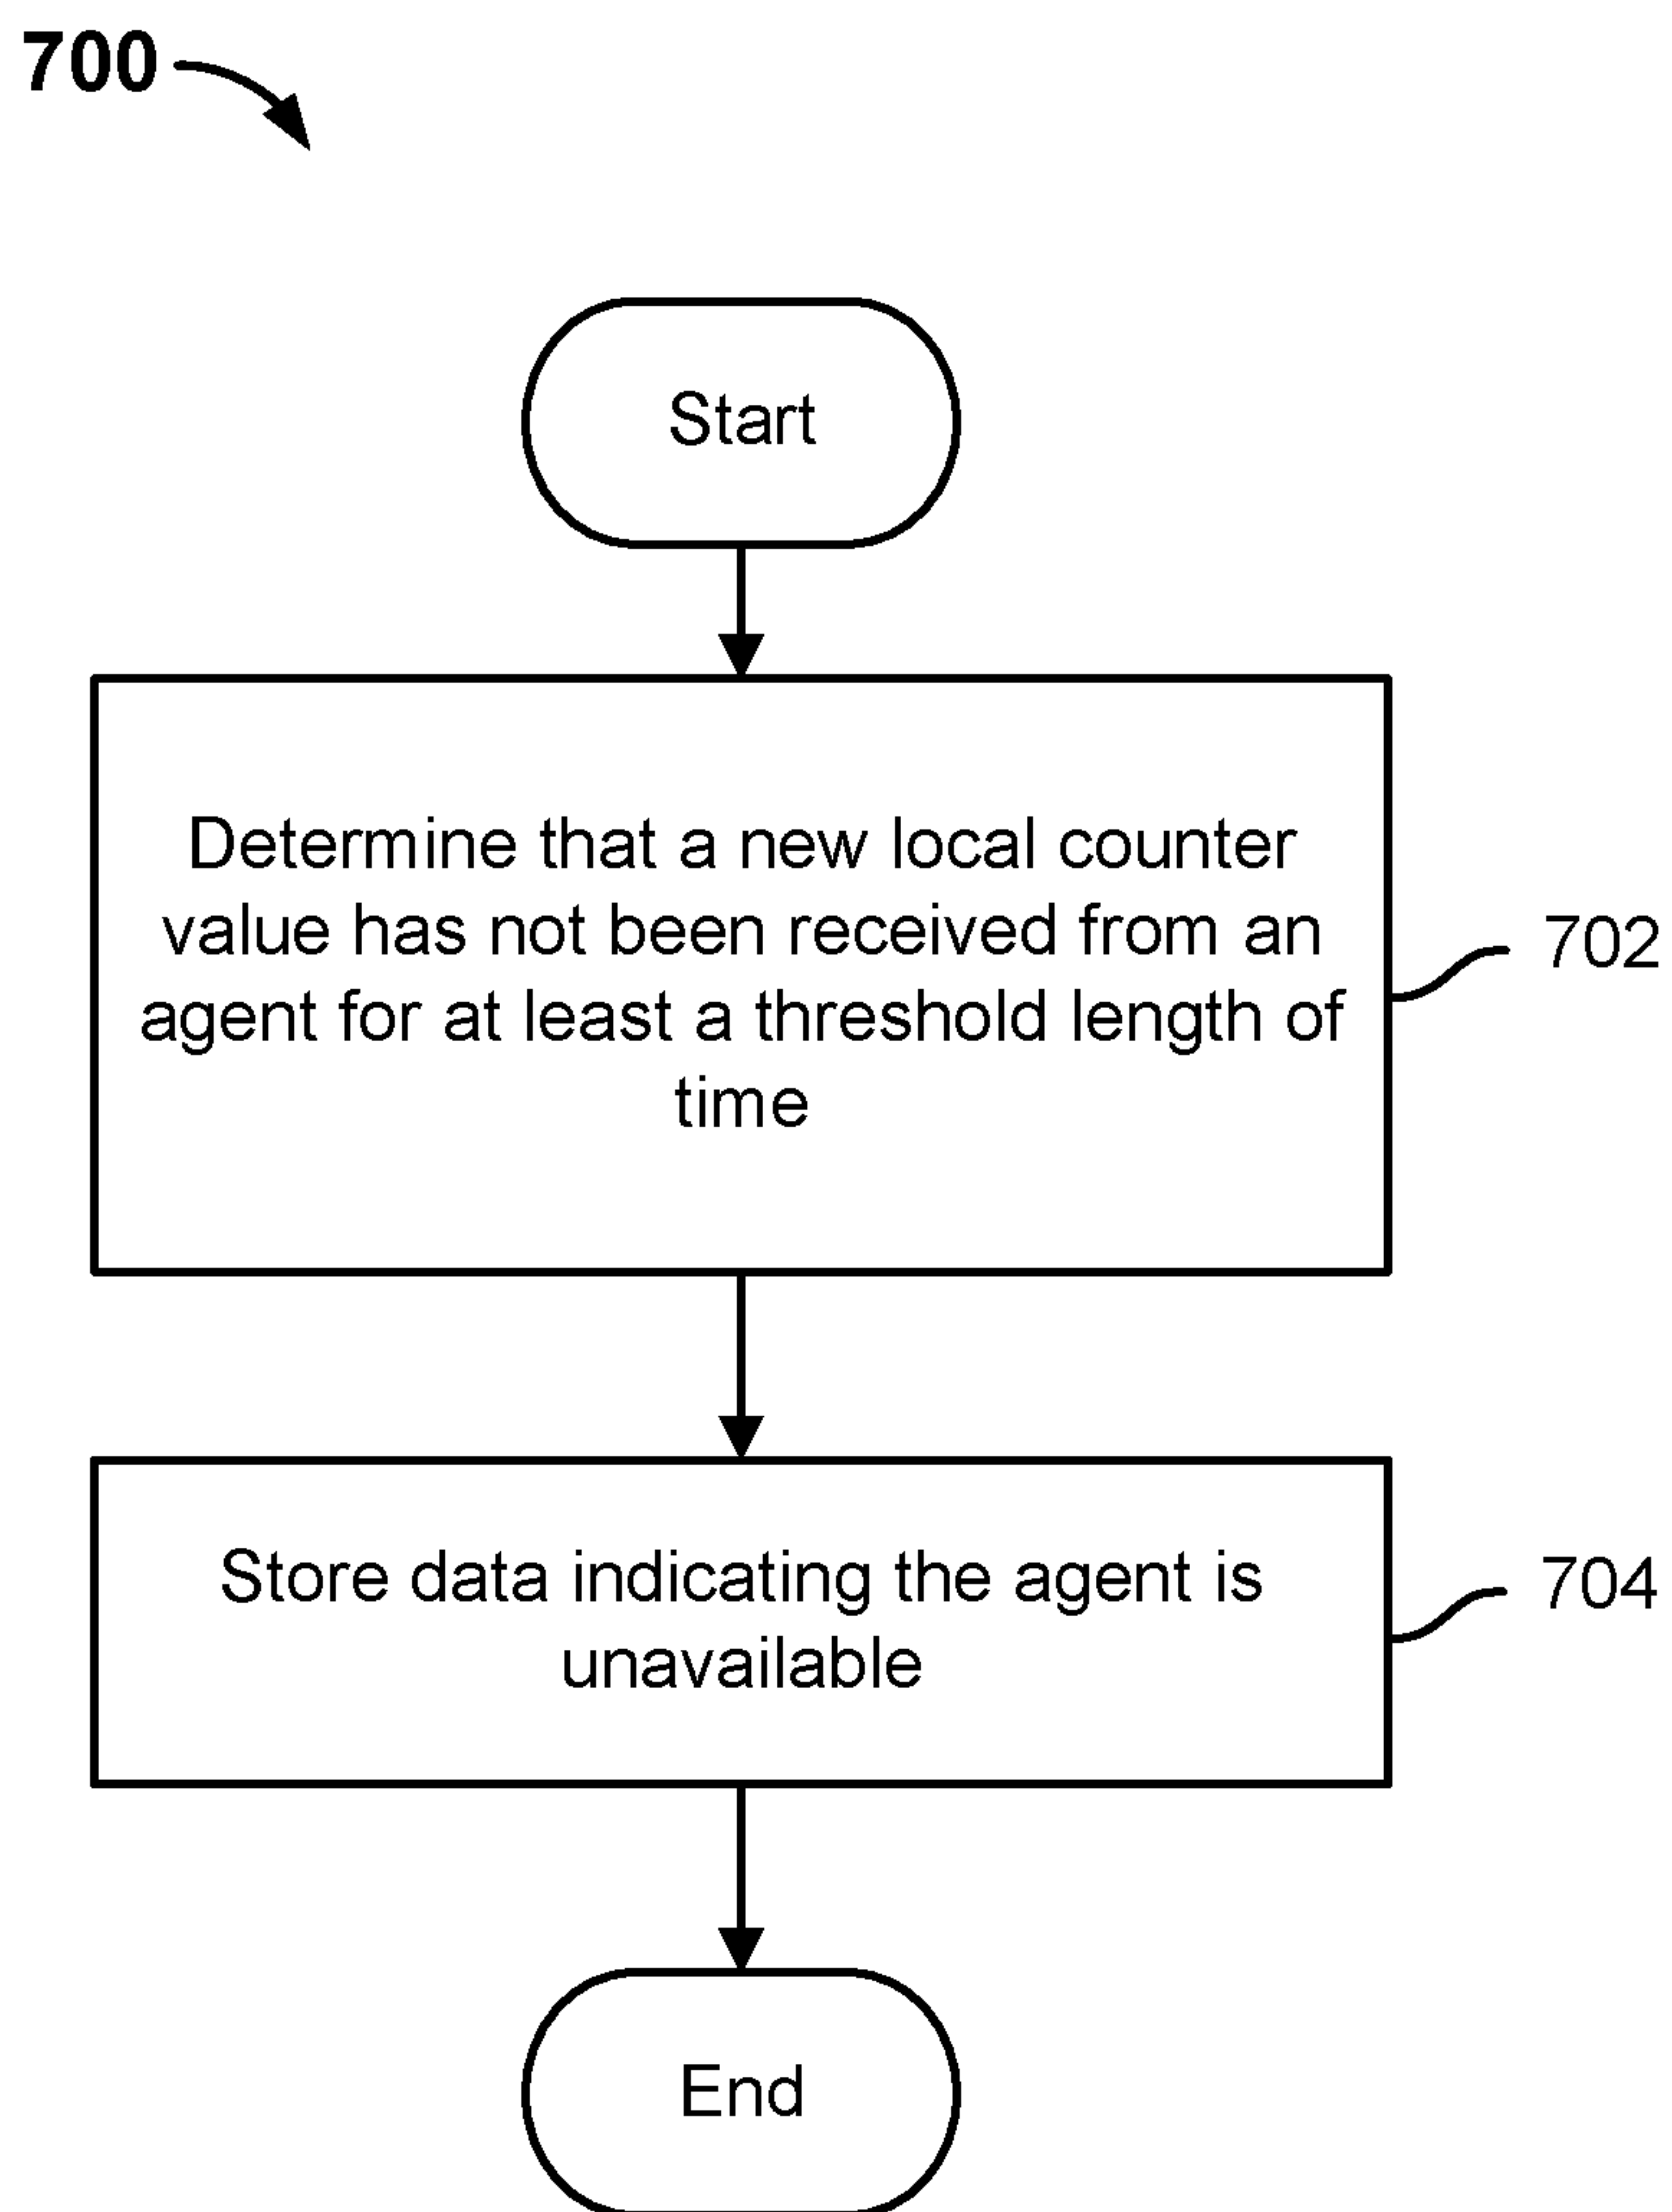 700
Start
Determine that a new local counter
value has not been received from an
agent for at least a threshold length of
time
702
Store data indicating the agent is
unavailable
704
End